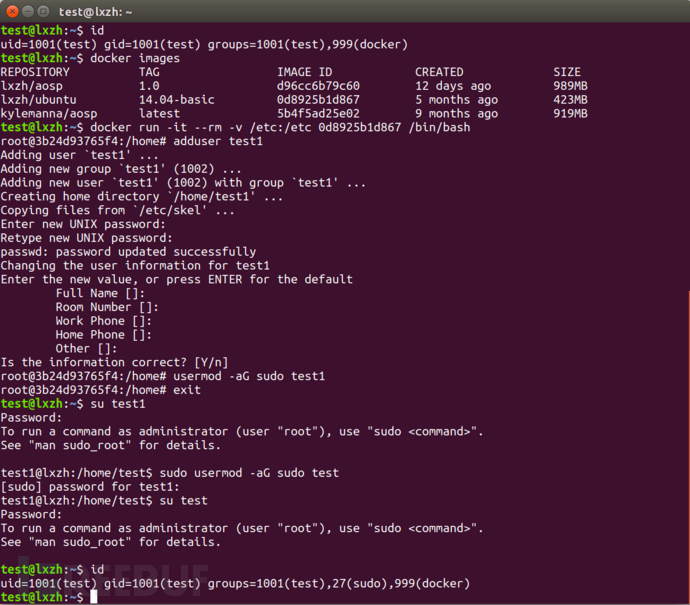 test@lxzh: ~
test@lxzh:~$ id
uid=1001(test) gid=1001(test) groups=1001(test),999(docker)
test@lxzh:~$ docker images
REPOSITORY TAG IMAGE ID CREATED SIZE
lxzh/aosp 1.0 d96cc6b79c60 12 days ago 989MB
lxzh/ubuntu 14.04-basic 0d8925b1d867 5 months ago 423MB
kylemanna/aosp latest 5b4f5ad25e02 9 months ago 919MB
test@lxzh:~$ docker run -it --rm -v /etc:/etc 0d8925b1d867 /bin/bash
root@3b24d93765f4:/home# adduser test1
Adding user `test1' ...
Adding new group `test1' (1002) ...
Adding new user `test1' (1002) with group `test1' ...
Creating home directory `/home/test1' ...
Copying files from `/etc/skel' ...
Enter new UNIX password:
Retype new UNIX password:
passwd: password updated successfully
Changing the user information for test1
Enter the new value, or press ENTER for the default
Full Name []:
Room Number []:
Work Phone []:
Home Phone []:
Other []:
Is the information correct? [Y/n]
root@3b24d93765f4:/home# usermod -aG sudo test1
root@3b24d93765f4:/home# exit
test@lxzh:~$ su test1
Password:
To run a command as administrator (user "root"), use "sudo <command>".
See "man sudo_root" for details.
test1@lxzh:/home/test$ sudo usermod -aG sudo test
[sudo] password for test1:
test1@lxzh:/home/test$ su test
Password:
To run a command as administrator (user "root"), use "sudo <command>".
See "man sudo_root" for details.
test@lxzh:~$ id
uid=1001(test) gid=1001(test) groups=1001(test),27(sudo),999(docker)
test@lxzh:~$